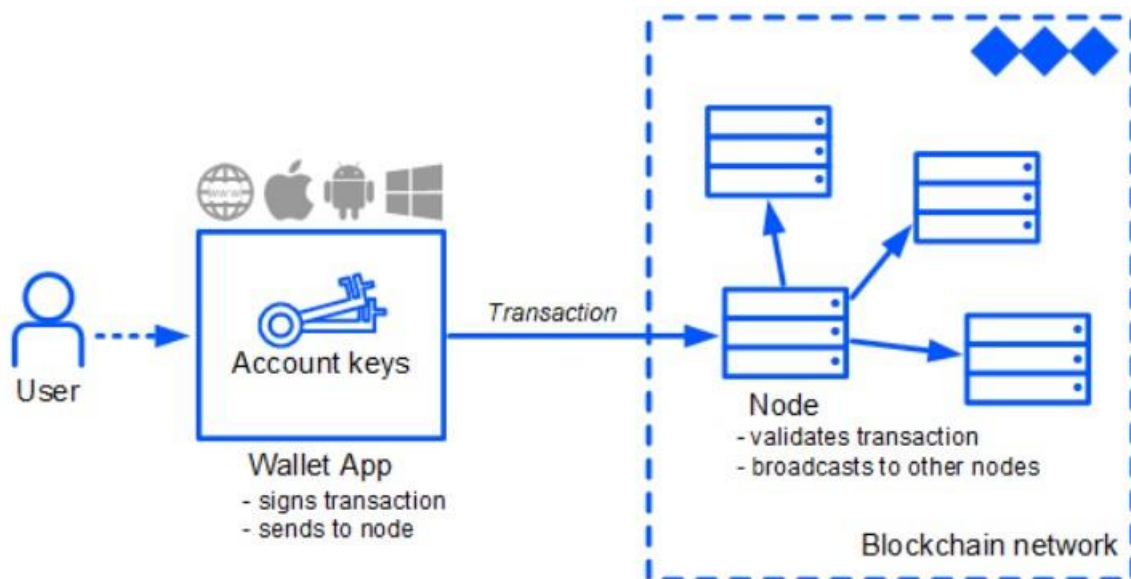 www
Account keys
User
Transaction
Wallet App
- signs transaction
- sends to node
Node
- validates transaction
- broadcasts to other nodes
Blockchain network